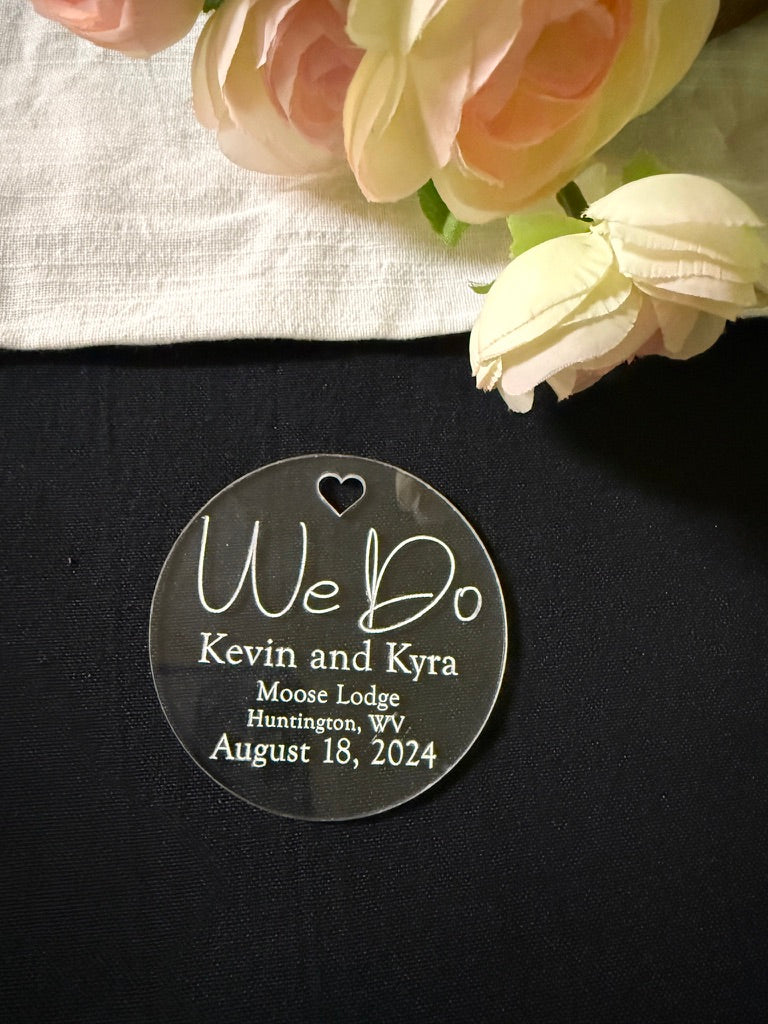 We Do
Kevin and Kyra
Moose Lodge
Huntington, WV
August 18, 2024